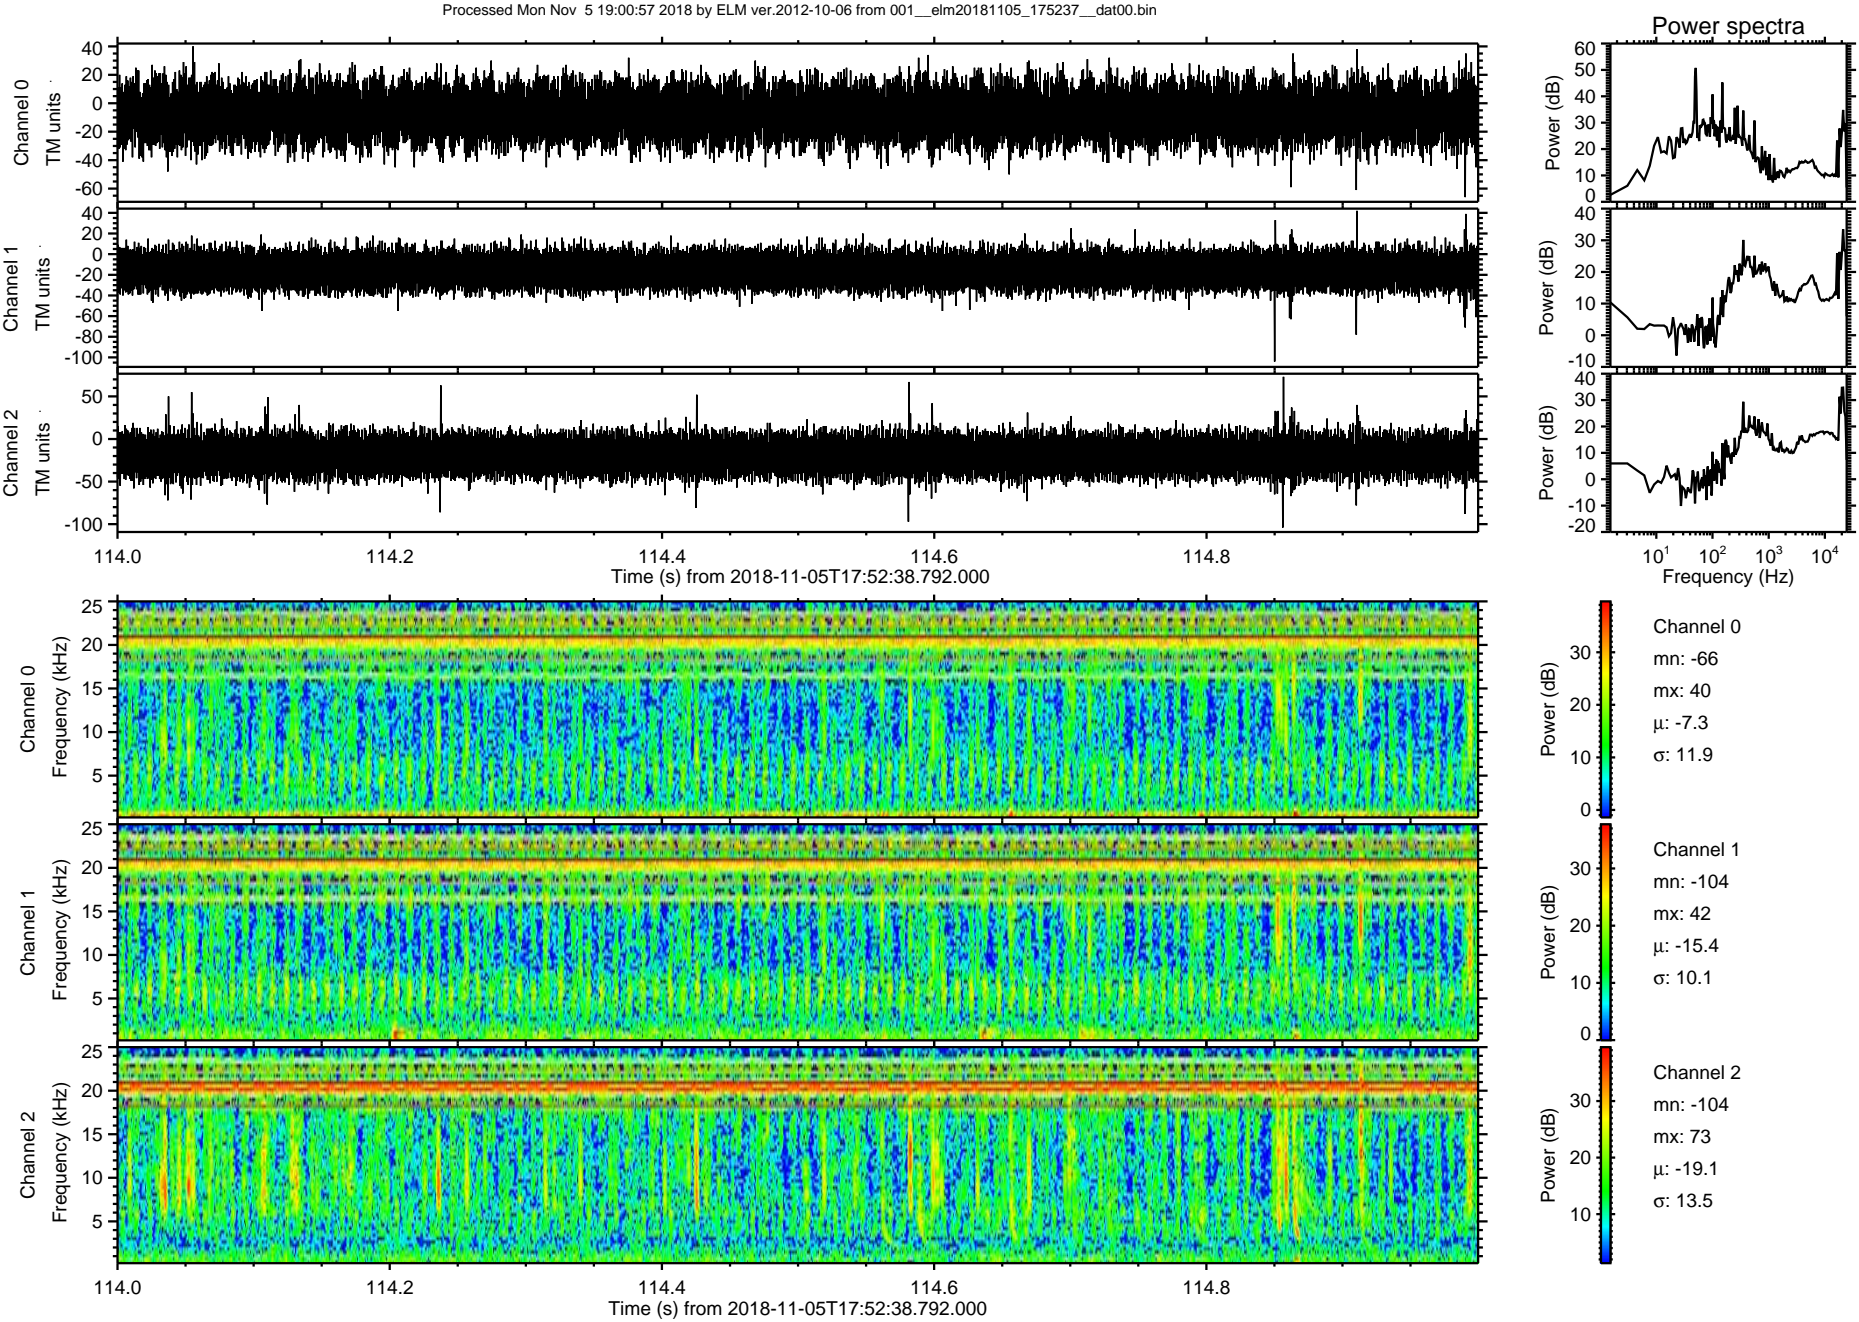 Processed Mon Nov  5 19:00:57 2018 by ELM ver.2012-10-06 from 001__elm20181105_175237__dat00.bin
Power spectra
Channel 0
TM units
40
20
0
-20
-40
-60
Power (dB)
60
50
40
30
20
10
0
Channel 1
TM units
40
20
0
-20
-40
-60
-80
-100
Power (dB)
40
30
20
10
0
-10
Channel 2
TM units
50
0
-50
-100
Power (dB)
40
30
20
10
0
-10
-20
114.0 114.2 114.4 114.6 114.8
Time (s) from 2018-11-05T17:52:38.792.000
10¹ 10² 10³ 10⁴
Frequency (Hz)
Channel 0
Frequency (kHz)
25
20
15
10
5
Power (dB)
30
20
10
0
Channel 0
mn: -66
mx: 40
μ: -7.3
σ: 11.9
Channel 1
Frequency (kHz)
25
20
15
10
5
Power (dB)
30
20
10
0
Channel 1
mn: -104
mx: 42
μ: -15.4
σ: 10.1
Channel 2
Frequency (kHz)
25
20
15
10
5
Power (dB)
30
20
10
Channel 2
mn: -104
mx: 73
μ: -19.1
σ: 13.5
114.0 114.2 114.4 114.6 114.8
Time (s) from 2018-11-05T17:52:38.792.000